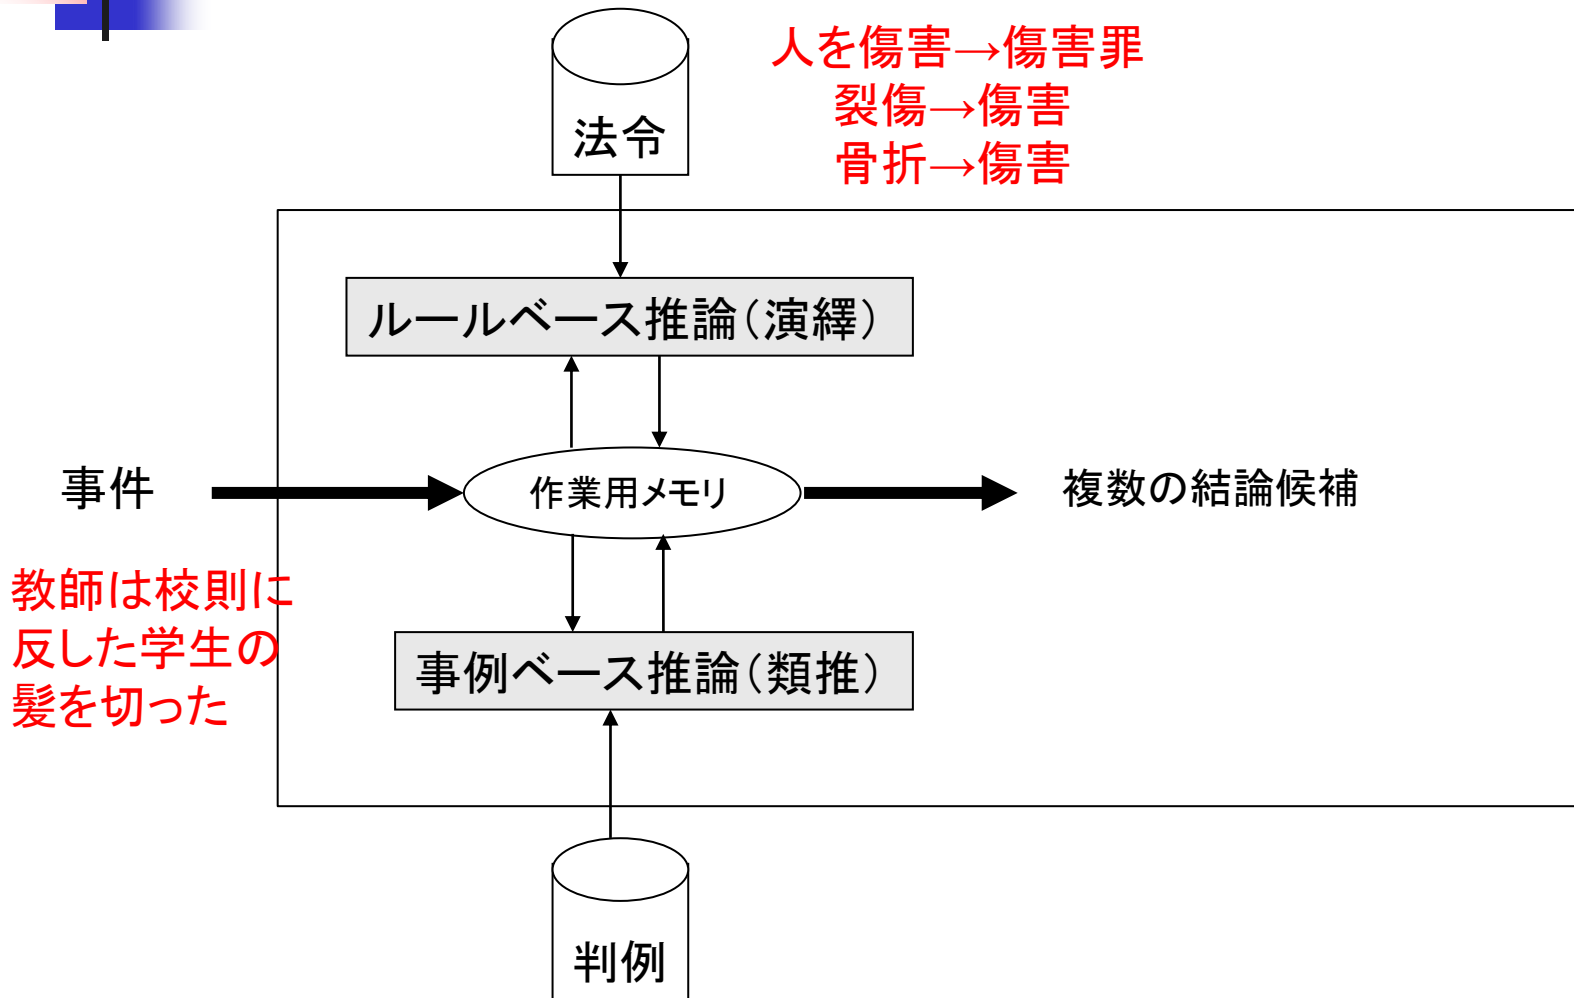 人を傷害→傷害罪
裂傷→傷害
骨折→傷害
法令
ルールベース推論(演繹)
事件
作業用メモリ
複数の結論候補
教師は校則に
反した学生の
髪を切った
事例ベース推論(類推)
判例